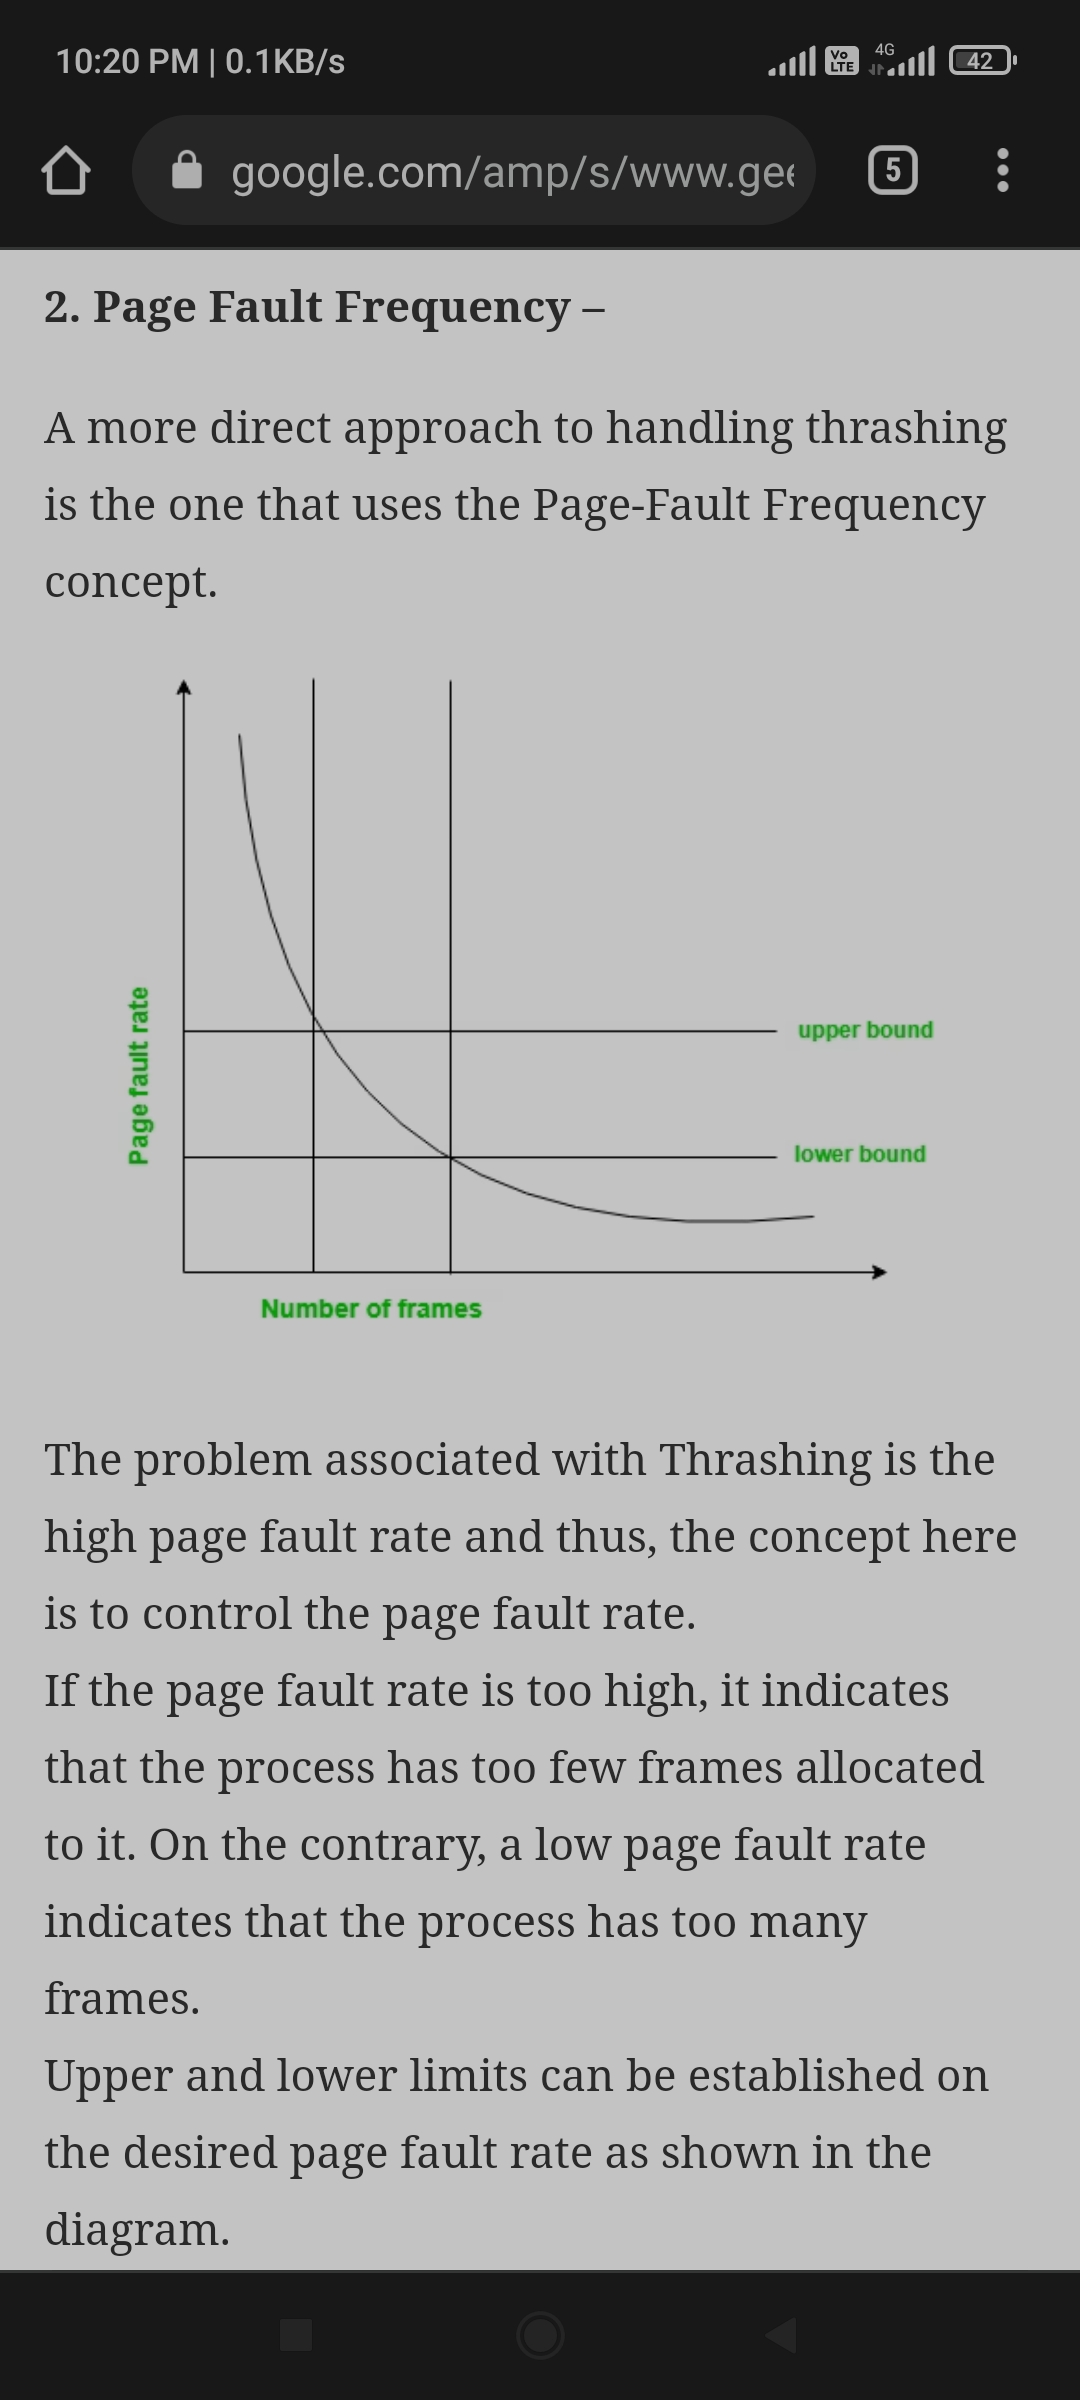 10:20 PM | 0.1KB/s
Vo LTE 4G 42
google.com/amp/s/www.gee
5
2. Page Fault Frequency –
A more direct approach to handling thrashing
is the one that uses the Page-Fault Frequency
concept.
Page fault rate
upper bound
lower bound
Number of frames
The problem associated with Thrashing is the
high page fault rate and thus, the concept here
is to control the page fault rate.
If the page fault rate is too high, it indicates
that the process has too few frames allocated
to it. On the contrary, a low page fault rate
indicates that the process has too many
frames.
Upper and lower limits can be established on
the desired page fault rate as shown in the
diagram.